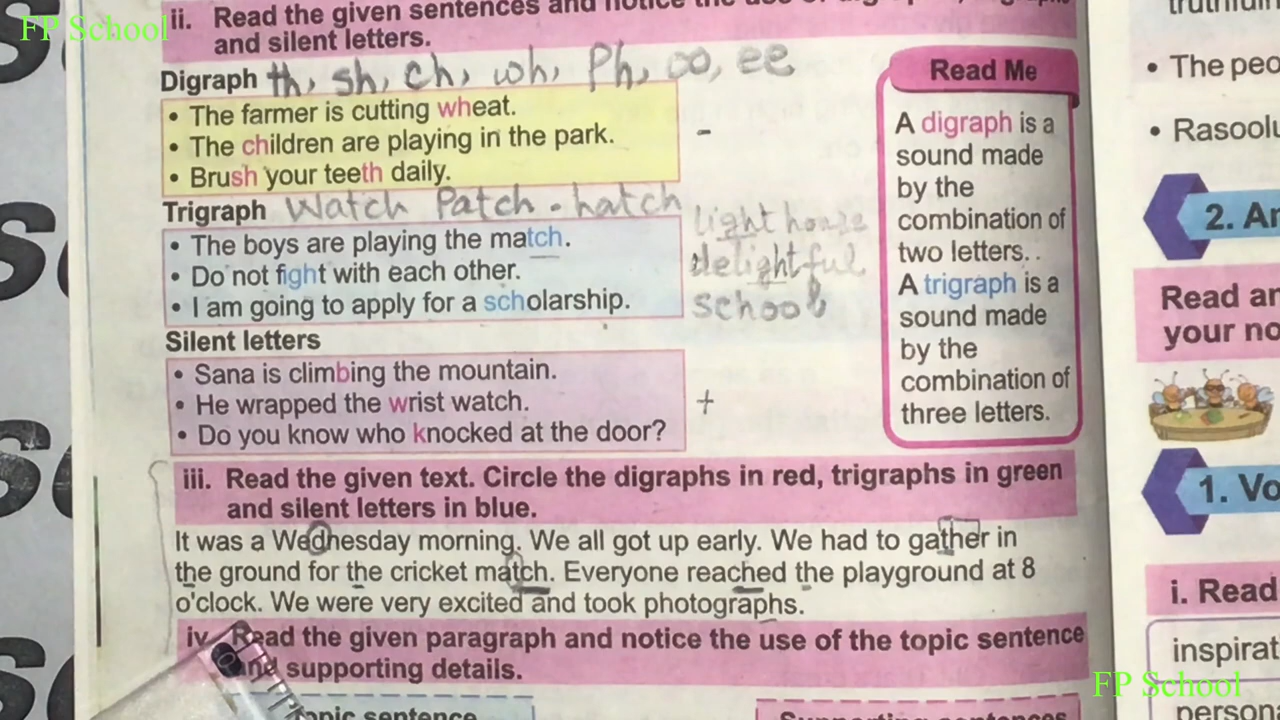 FP School
ii. Read the given sentences and notice the use of
and silent letters.
Digraph th, sh, ch, wh, Ph, oo, ee
• The farmer is cutting wheat.
• The children are playing in the park.
• Brush your teeth daily.
-
Trigraph Watch Patch - hatch
• The boys are playing the match.
• Do not fight with each other.
• I am going to apply for a scholarship.
light house
delightful
school
Silent letters
• Sana is climbing the mountain.
• He wrapped the wrist watch.
• Do you know who knocked at the door?
+
Read Me
A digraph is a
sound made
by the
combination of
two letters..
A trigraph is a
sound made
by the
combination of
three letters.
iii. Read the given text. Circle the digraphs in red, trigraphs in green
and silent letters in blue.
It was a Wednesday morning. We all got up early. We had to gather in
the ground for the cricket match. Everyone reached the playground at 8
o'clock. We were very excited and took photographs.
iv. Read the given paragraph and notice the use of the topic sentence
and supporting details.
• The
• 
2.
Read
your
1.
i. Read
FP School